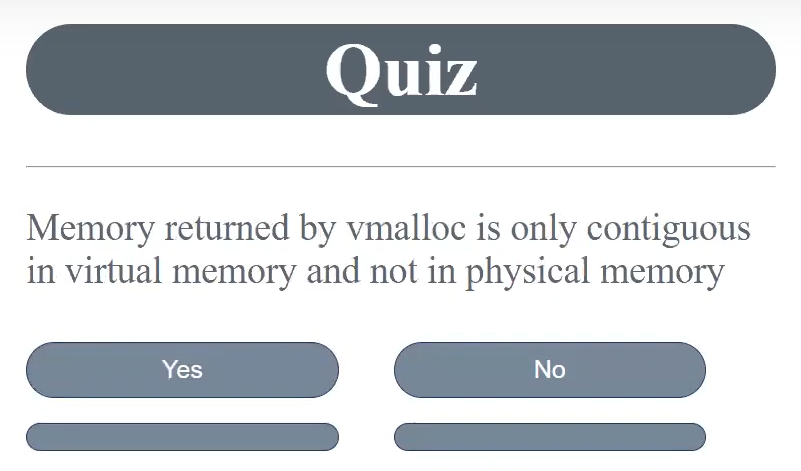 Quiz
Memory returned by vmalloc is only contiguous
in virtual memory and not in physical memory
Yes
No